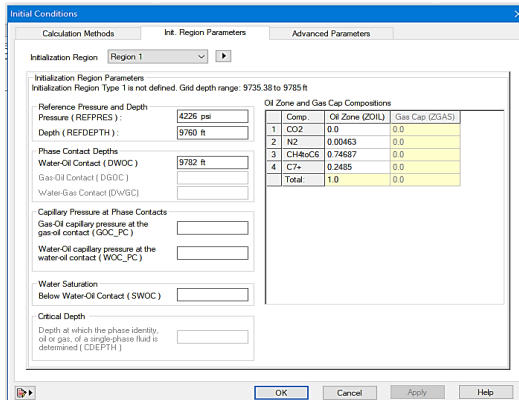 Initial Conditions
Calculation Methods
Init. Region Parameters
Advanced Parameters
Initialization Region
Region 1
Initialization Region Parameters
Initialization Region Type 1 is not defined. Grid depth range: 9735.38 to 9785 ft
Reference Pressure and Depth
Pressure ( REFPRES ) : 4226 psi
Depth ( REFDEPTH ) 9760 ft
Phase Contact Depths
Water-Oil Contact ( DWOC ) 9782 ft
Gas-Oil Contact ( DGOC )
Water-Gas Contact (DWGC)
Capillary Pressure at Phase Contacts
Gas-Oil capillary pressure at the
gas-oil contact ( GOC_PC )
Water-Oil capillary pressure at the
water-oil contact ( WOC_PC )
Water Saturation
Below Water-Oil Contact ( SWOC )
Critical Depth
Depth at which the phase identity,
oil or gas, of a single-phase fluid is
determined ( CDEPTH )
Oil Zone and Gas Cap Compositions
Comp. Oil Zone (ZOIL) Gas Cap (ZGAS)
1 CO2 0.0 0.0
2 N2 0.00463 0.0
3 CH4toC6 0.74687 0.0
4 C7+ 0.2485 0.0
Total: 1.0 0.0
OK
Cancel
Apply
Help